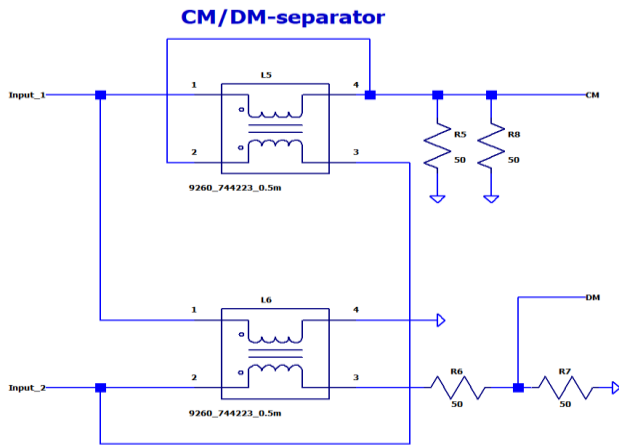 CM/DM-separator
L5
1
4
Input_1
CM
R5
R8
2
3
50
50
9260_744223_0.5m
L6
1
4
DM
2
3
R6
R7
Input_2
50
50
9260_744223_0.5m